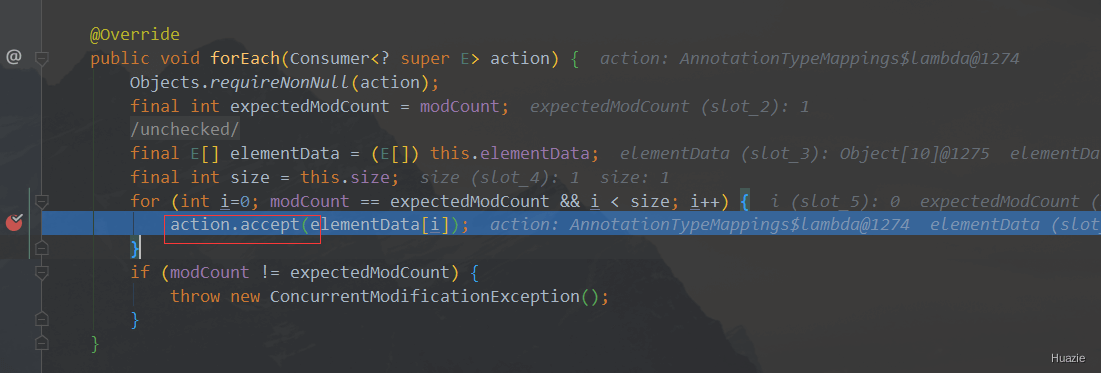 @Override
@ public void forEach(Consumer<? super E> action) { action: AnnotationTypeMappings$lambda@1274
Objects.requireNonNull(action);
final int expectedModCount = modCount; expectedModCount (slot_2): 1
/unchecked/
final E[] elementData = (E[]) this.elementData; elementData (slot_3): Object[10]@1275 elementDa
final int size = this.size; size (slot_4): 1 size: 1
for (int i=0; modCount == expectedModCount && i < size; i++) { i (slot_5): 0 expectedModCount (
action.accept(elementData[i]); action: AnnotationTypeMappings$lambda@1274 elementData (slot
}
if (modCount != expectedModCount) {
throw new ConcurrentModificationException();
}
}
Huazie